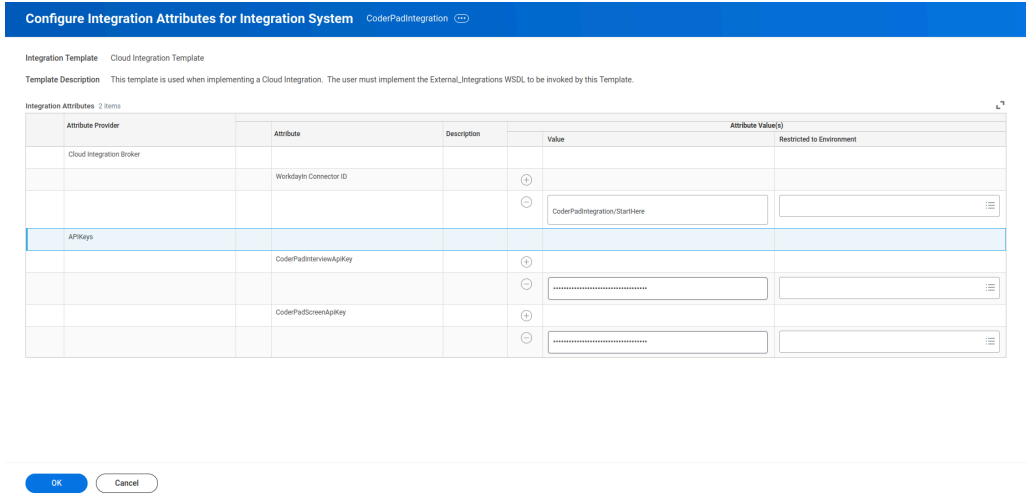 Configure Integration Attributes for Integration System CoderPadIntegration
Integration Template Cloud Integration Template
Template Description This template is used when implementing a Cloud Integration. The user must implement the External_Integrations WSDL to be invoked by this Template.
Integration Attributes 2 items
Attribute Provider Attribute Description Attribute Value(s)
Value Restricted to Environment
Cloud Integration Broker
WorkdayIn Connector ID
CoderPadIntegration/StartHere
APIKeys
CoderPadInterviewApiKey
CoderPadScreenApiKey
OK Cancel